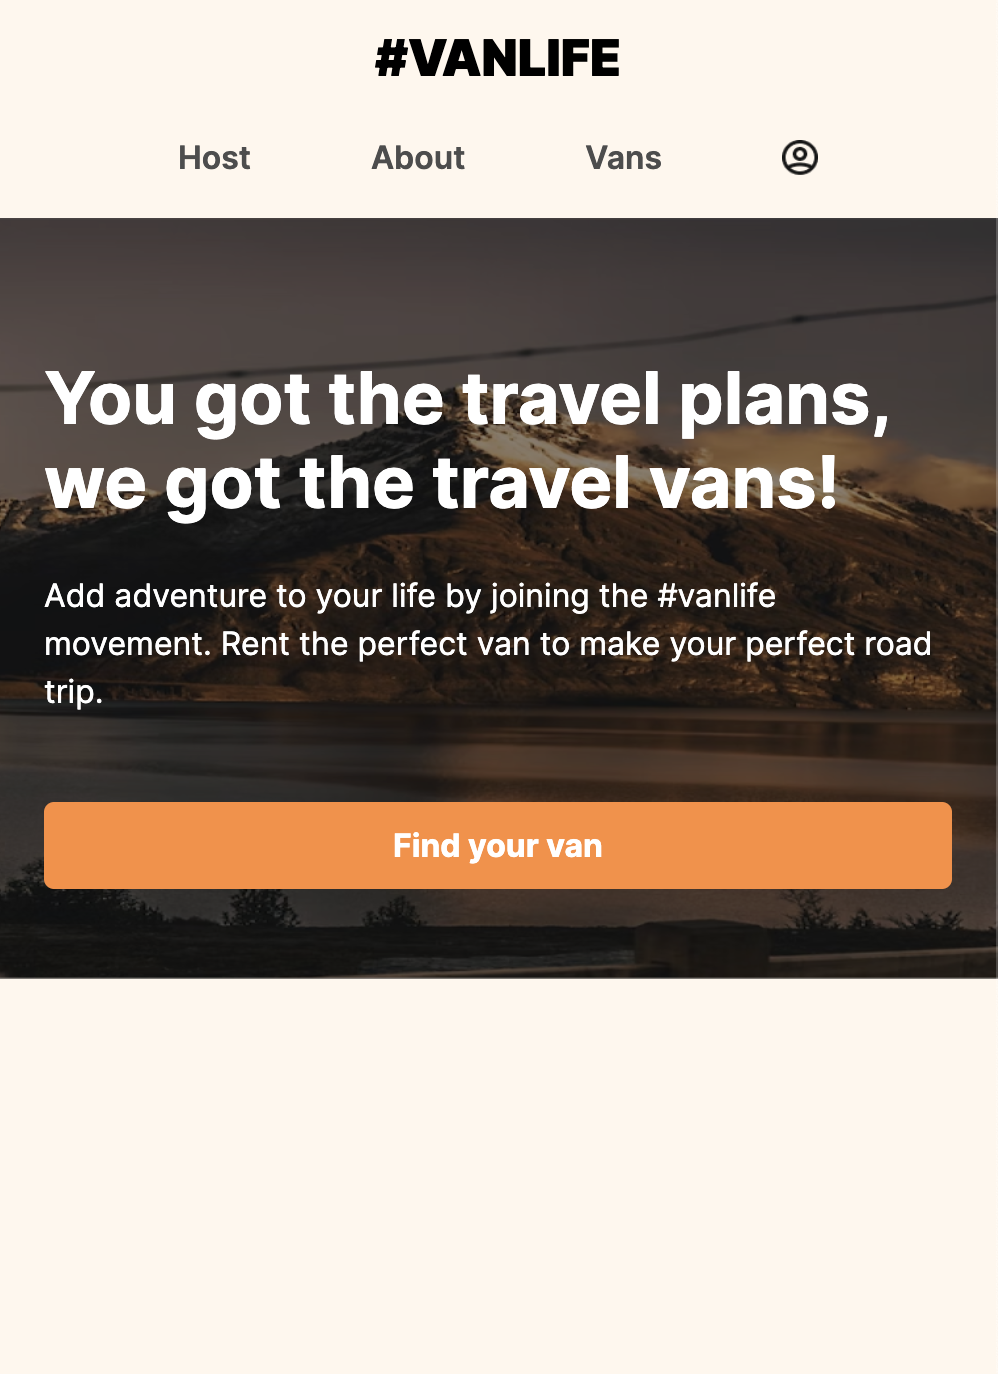 #VANLIFE
Host About Vans
You got the travel plans,
we got the travel vans!
Add adventure to your life by joining the #vanlife
movement. Rent the perfect van to make your perfect road
trip.
Find your van